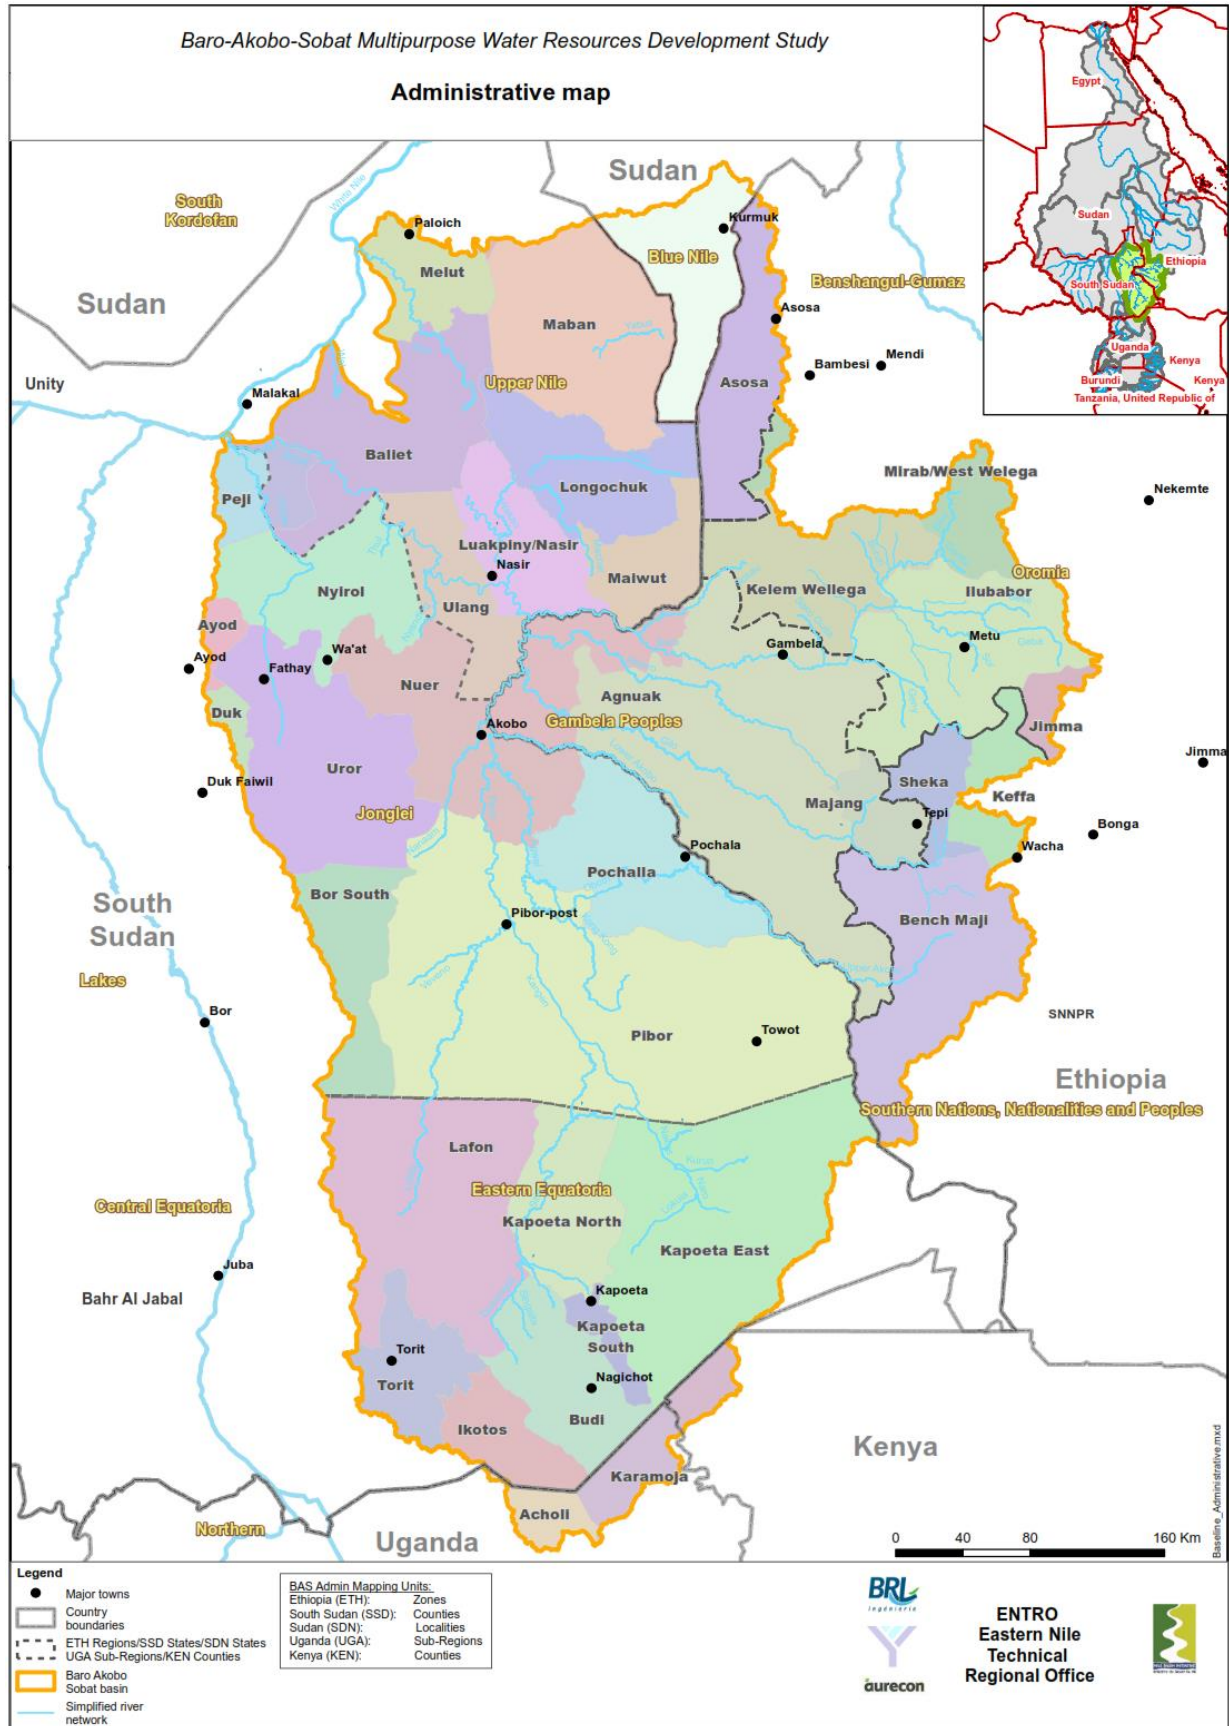 Baro-Akobo-Sobat Multipurpose Water Resources Development Study
Administrative map
Egypt
Sudan
Ethiopia
South Sudan
Uganda
Kenya
Burundi
Kenya
Tanzania, United Republic of
Sudan
South
Kordofan
White Nile
Paloich
Kurmuk
Melut
Blue Nile
Benshangul-Gumaz
Sudan
Maban
Yabus
Asosa
Unity
Upper Nile
Asosa
Bambesi
Mendi
Malakal
Baliet
Mirab/West Welega
Peji
Longochuk
Nekemte
Luakpiny/Nasir
Nasir
Maiwut
Oromia
Nyirol
Kelem Wellega
Ilubabor
Ulang
Ayod
Metu
Gambela
Wa'at
Ayod
Fathay
Nuer
Agnuak
Duk
Gambela Peoples
Jimma
Akobo
Jimma
Uror
Sheka
Duk Faiwil
Keffa
Jonglei
Majang
Tepi
Bonga
Pochala
Wacha
Pochalla
Bor South
South
Sudan
Pibor-post
Bench Maji
Veveno
Kangen
Upper Akobo
Lakes
Bor
SNNPR
Pibor
Towot
Ethiopia
Southern Nations, Nationalities and Peoples
Lafon
Eastern Equatoria
Central Equatoria
Kapoeta North
Kapoeta East
Juba
Bahr Al Jabal
Kapoeta
Kapoeta
South
Torit
Torit
Nagichot
Budi
Ikotos
Kenya
Karamoja
Acholi
Northern
Uganda
0 40 80 160 Km
Baseline_Administrative.mxd
Legend
Major towns
Country
boundaries
ETH Regions/SSD States/SDN States
UGA Sub-Regions/KEN Counties
Baro Akobo
Sobat basin
Simplified river
network
BAS Admin Mapping Units:
Ethiopia (ETH): Zones
South Sudan (SSD): Counties
Sudan (SDN): Localities
Uganda (UGA): Sub-Regions
Kenya (KEN): Counties
BRL
ingénierie
aurecon
ENTRO
Eastern Nile
Technical
Regional Office